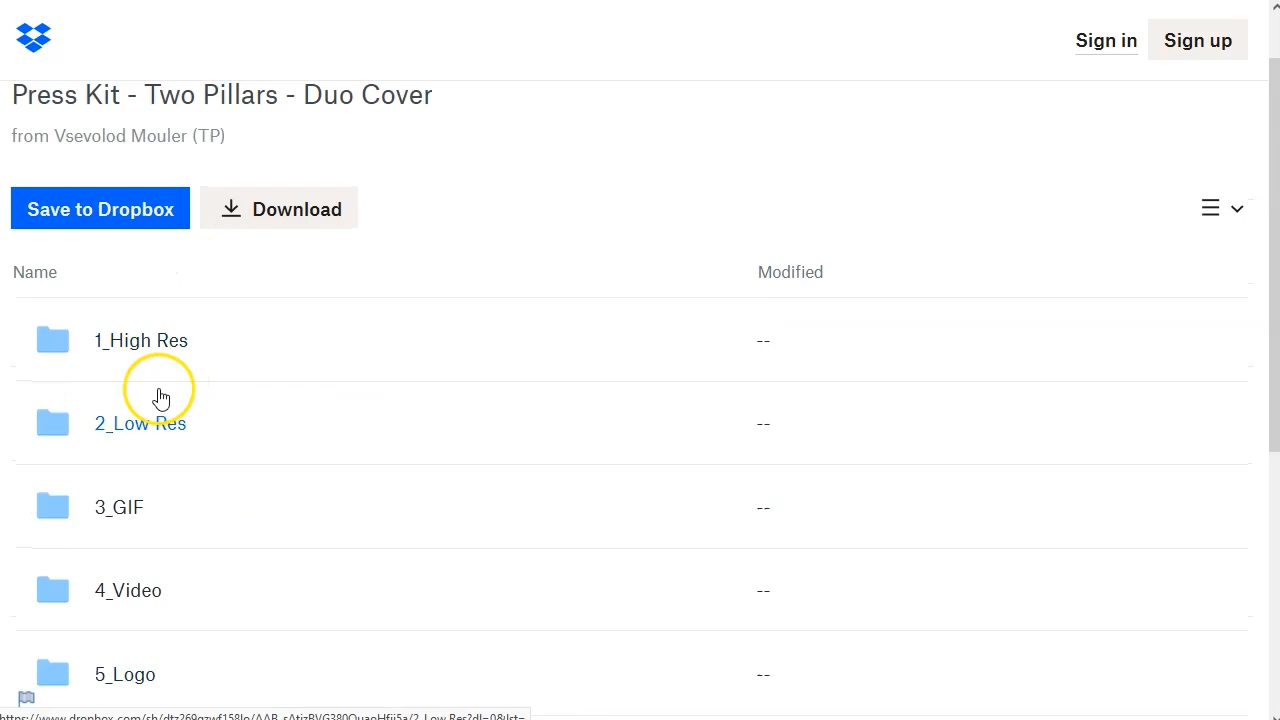 Sign in Sign up
Press Kit - Two Pillars - Duo Cover
from Vsevolod Mouler (TP)
Save to Dropbox Download
Name Modified
1_High Res --
2_Low Res --
3_GIF --
4_Video --
5_Logo --